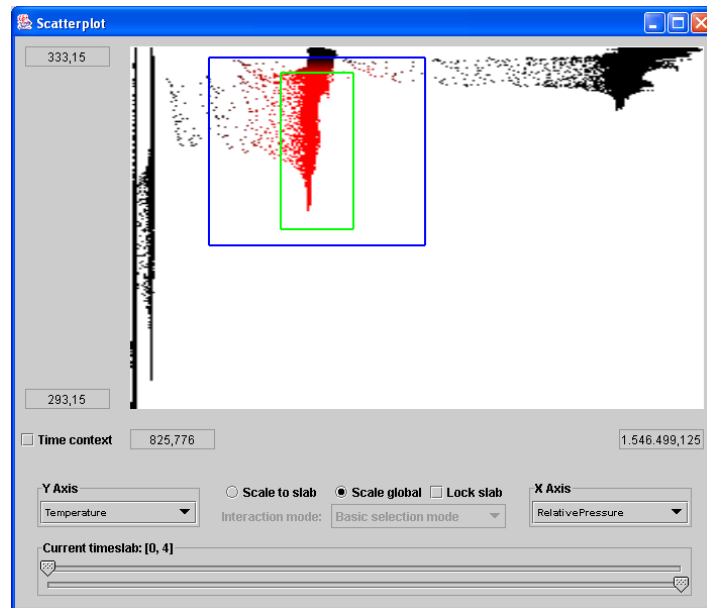 Scatterplot
333,15
293,15
Time context
825,776
1.546.499,125
Y Axis
Scale to slab
Scale global
Lock slab
X Axis
Temperature
Interaction mode:
Basic selection mode
RelativePressure
Current timeslab: [0, 4]